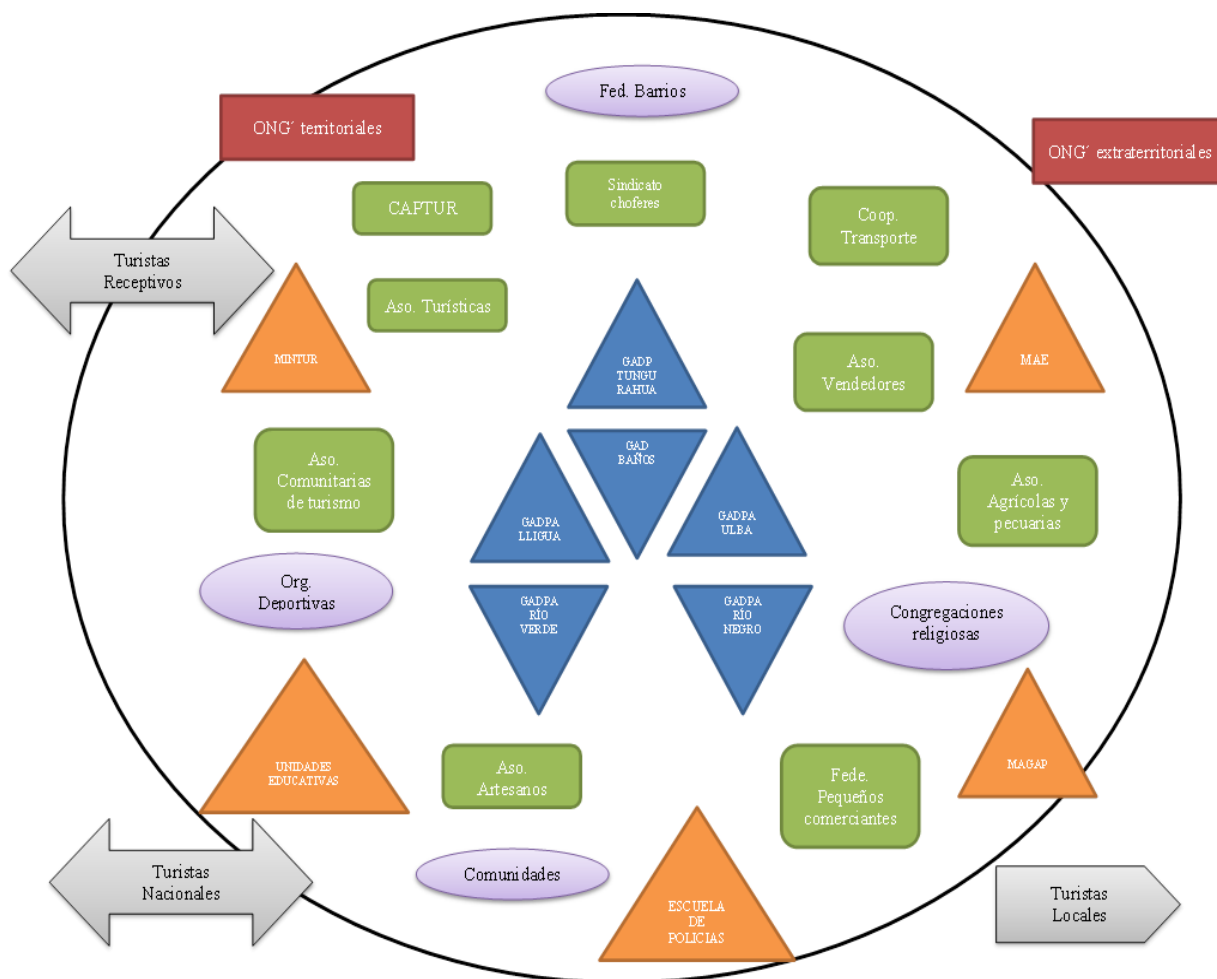 Fed. Barrios
ONG´ territoriales
ONG´ extraterritoriales
CAPTUR
Sindicato
choferes
Coop.
Transporte
Turistas
Receptivos
Aso. Turísticas
MINTUR
GADP
TUNGU
RAHUA
Aso.
Vendedores
MAE
GAD
BAÑOS
Aso.
Comunitarias
de turismo
GADPA
LLIGUA
GADPA
ULBA
Aso.
Agrícolas y
pecuarias
Org.
Deportivas
GADPA
RÍO
VERDE
GADPA
RÍO
NEGRO
Congregaciones
religiosas
UNIDADES
EDUCATIVAS
Aso.
Artesanos
Fede.
Pequeños
comerciantes
MAGAP
Turistas
Nacionales
Comunidades
ESCUELA
DE
POLICIAS
Turistas
Locales